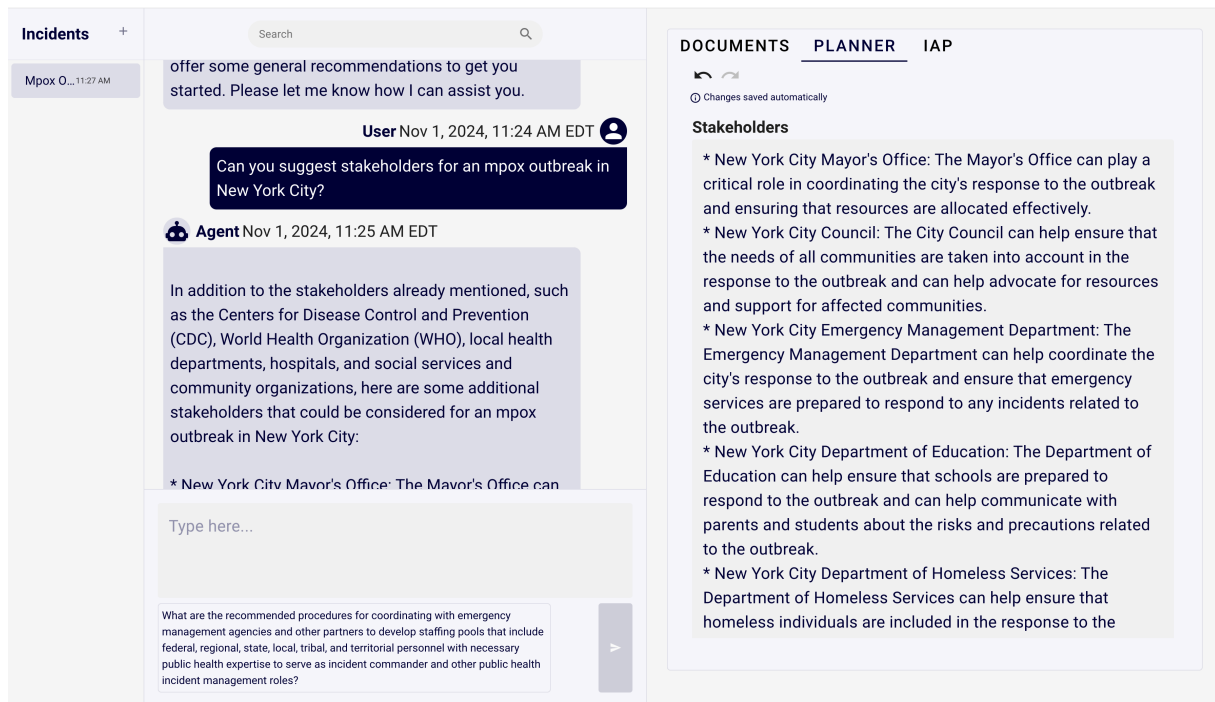 Incidents +
Mpox O... 11:27 AM
Search
offer some general recommendations to get you
started. Please let me know how I can assist you.
User Nov 1, 2024, 11:24 AM EDT
Can you suggest stakeholders for an mpox outbreak in
New York City?
Agent Nov 1, 2024, 11:25 AM EDT
In addition to the stakeholders already mentioned, such
as the Centers for Disease Control and Prevention
(CDC), World Health Organization (WHO), local health
departments, hospitals, and social services and
community organizations, here are some additional
stakeholders that could be considered for an mpox
outbreak in New York City:
* New York City Mayor's Office: The Mayor's Office can
Type here...
What are the recommended procedures for coordinating with emergency
management agencies and other partners to develop staffing pools that include
federal, regional, state, local, tribal, and territorial personnel with necessary
public health expertise to serve as incident commander and other public health
incident management roles?
DOCUMENTS PLANNER IAP
Changes saved automatically
Stakeholders
* New York City Mayor's Office: The Mayor's Office can play a
critical role in coordinating the city's response to the outbreak
and ensuring that resources are allocated effectively.
* New York City Council: The City Council can help ensure that
the needs of all communities are taken into account in the
response to the outbreak and can help advocate for resources
and support for affected communities.
* New York City Emergency Management Department: The
Emergency Management Department can help coordinate the
city's response to the outbreak and ensure that emergency
services are prepared to respond to any incidents related to
the outbreak.
* New York City Department of Education: The Department of
Education can help ensure that schools are prepared to
respond to the outbreak and can help communicate with
parents and students about the risks and precautions related
to the outbreak.
* New York City Department of Homeless Services: The
Department of Homeless Services can help ensure that
homeless individuals are included in the response to the